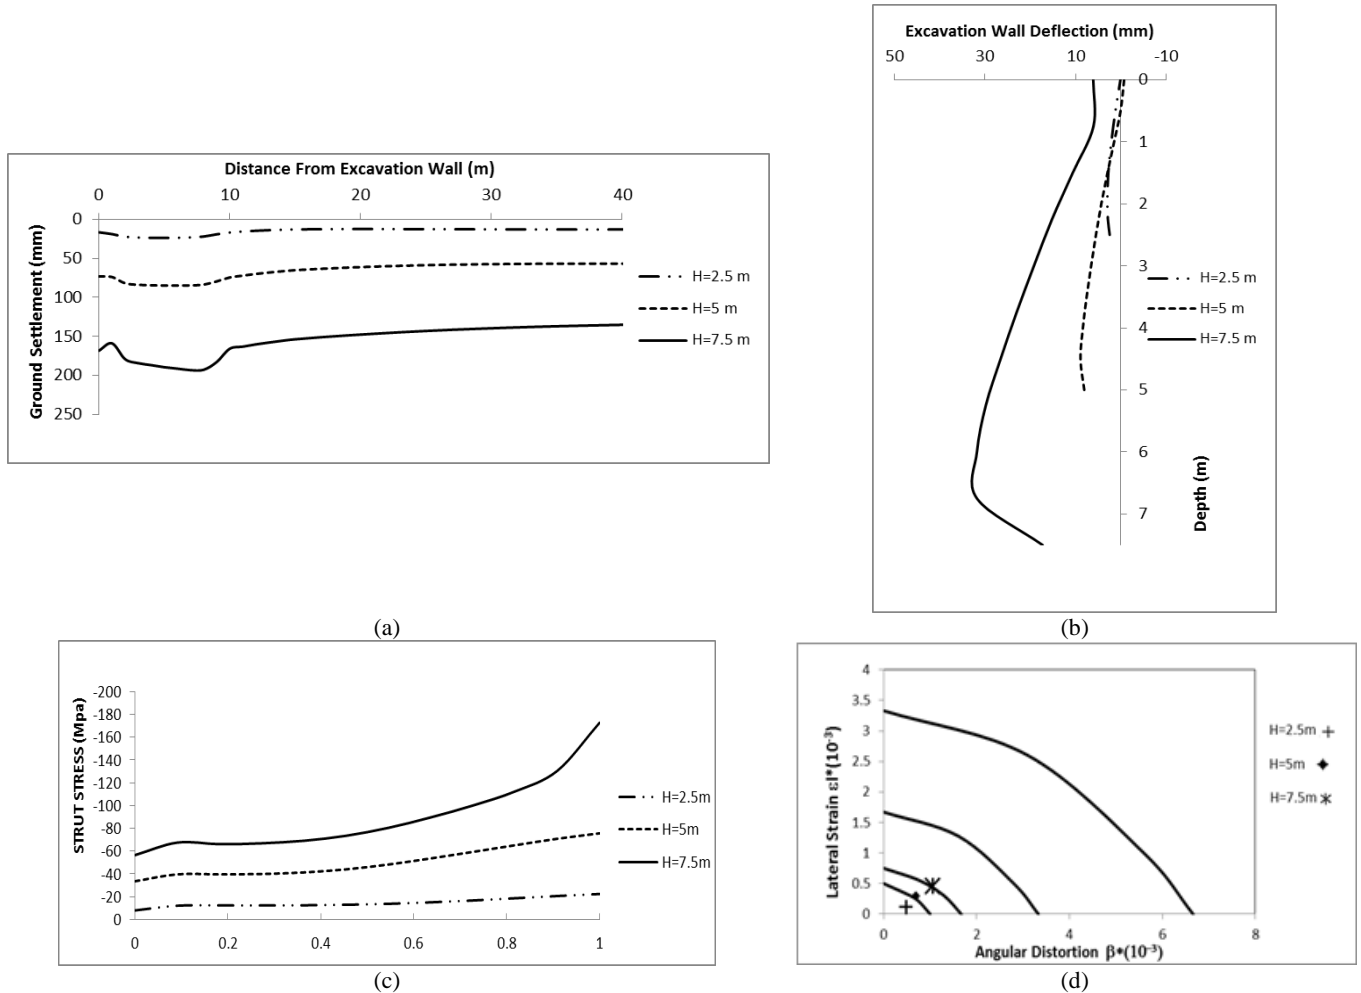 Distance From Excavation Wall (m)
0 10 20 30 40
Ground Settlement (mm)
0
50
100
150
200
250
H=2.5 m
H=5 m
H=7.5 m
(a)
Excavation Wall Deflection (mm)
50 30 10 -10
0
1
2
3
4
5
6
7
Depth (m)
H=2.5 m
H=5 m
H=7.5 m
(b)
STRUT STRESS (Mpa)
-200
-180
-160
-140
-120
-100
-80
-60
-40
-20
0
0 0.2 0.4 0.6 0.8 1
H=2.5m
H=5m
H=7.5m
(c)
Lateral Strain εl*(10⁻³)
4
3.5
3
2.5
2
1.5
1
0.5
0
0 2 4 6 8
Angular Distortion β*(10⁻³)
H=2.5m
H=5m
H=7.5m
(d)